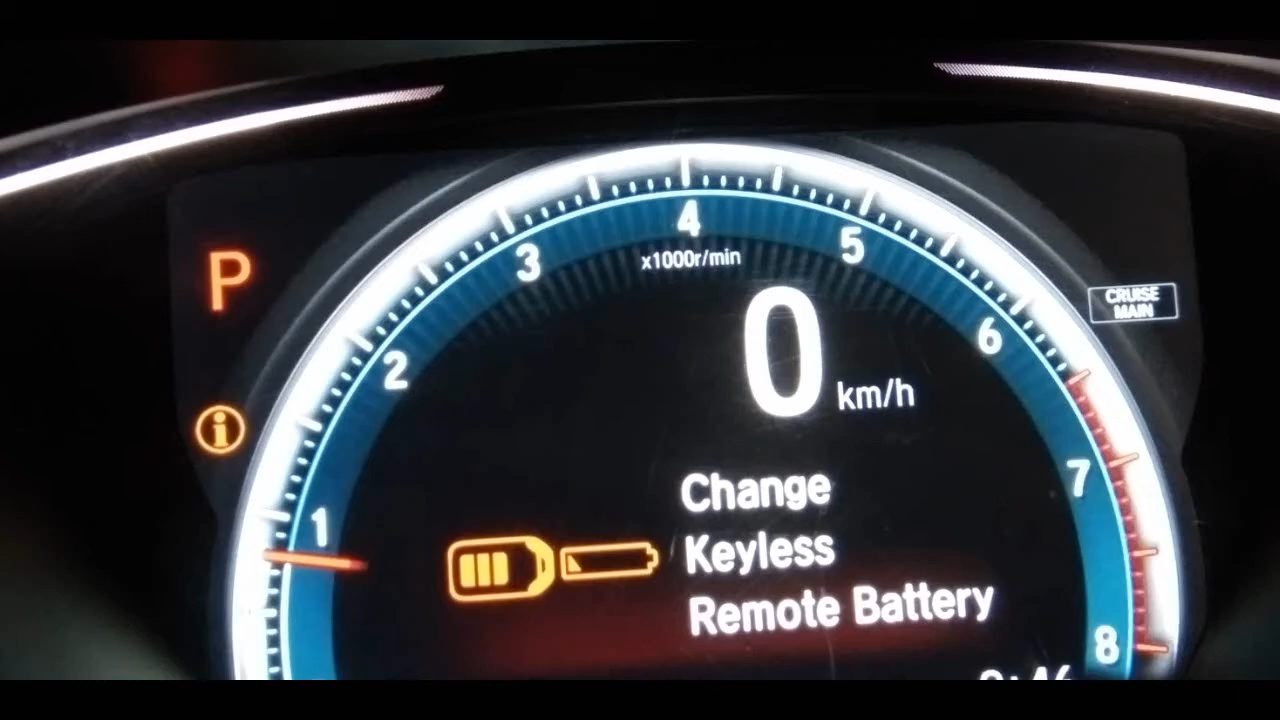 4
3
5
x1000r/min
P
CRUISE
MAIN
0 km/h
2
6
i
7
Change
1
Keyless
Remote Battery
8